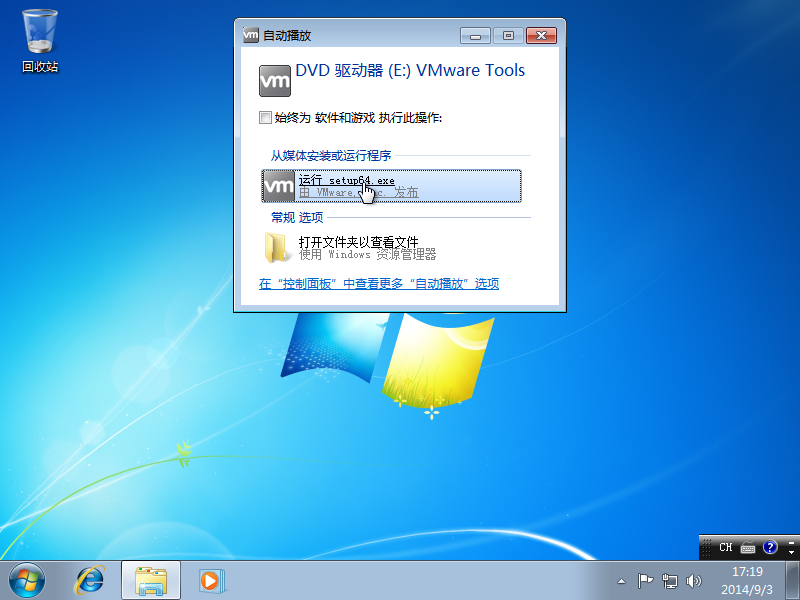 回收站
vm 自动播放
vm DVD 驱动器 (E:) VMware Tools
始终为 软件和游戏 执行此操作:
从媒体安装或运行程序
vm 运行 setup64.exe
由 VMware, 发布
常规 选项
打开文件夹以查看文件
使用 Windows 资源管理器
在“控制面板”中查看更多“自动播放”选项
CH
17:19
2014/9/3